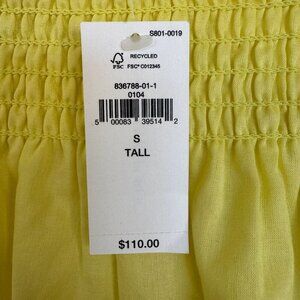 S801-0019
FSC
RECYCLED
FSC® C012345
836788-01-1
0104
5 00083 39514 2
S
TALL
$110.00